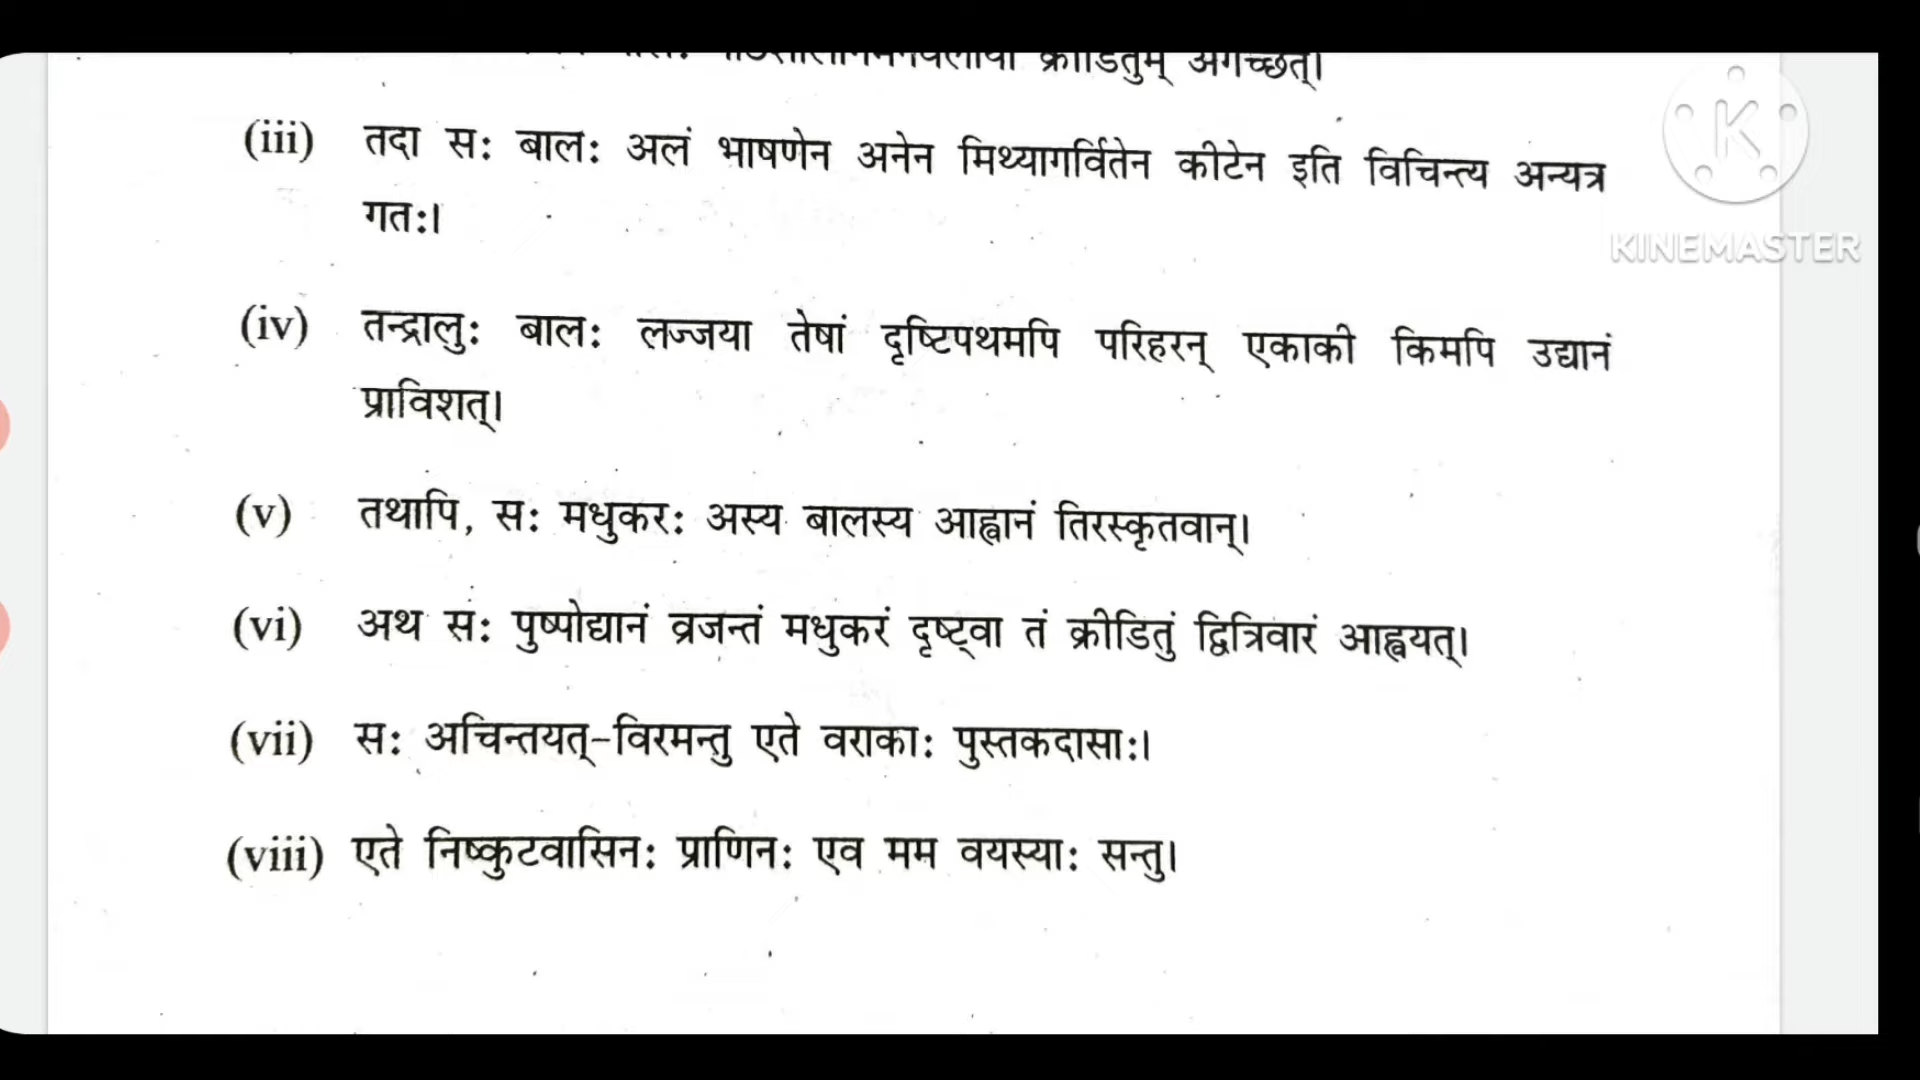 क्रीडितुम् अगच्छत्।
(iii) तदा सः बालः अलं भाषणेन अनेन मिथ्यागर्वितेन कीटेन इति विचिन्त्य अन्यत्र
गतः।
(iv) तन्द्रालुः बालः लज्जया तेषां दृष्टिपथमपि परिहरन् एकाकी किमपि उद्यानं
प्राविशत्।
(v) तथापि, सः मधुकरः अस्य बालस्य आह्वानं तिरस्कृतवान्।
(vi) अथ सः पुष्पोद्यानं व्रजन्तं मधुकरं दृष्ट्वा तं क्रीडितुं द्वित्रिवारं आह्वयत्।
(vii) सः अचिन्तयत्-विरमन्तु एते वराकाः पुस्तकदासाः।
(viii) एते निष्कुटवासिनः प्राणिनः एव मम वयस्याः सन्तु।
K
KINEMASTER